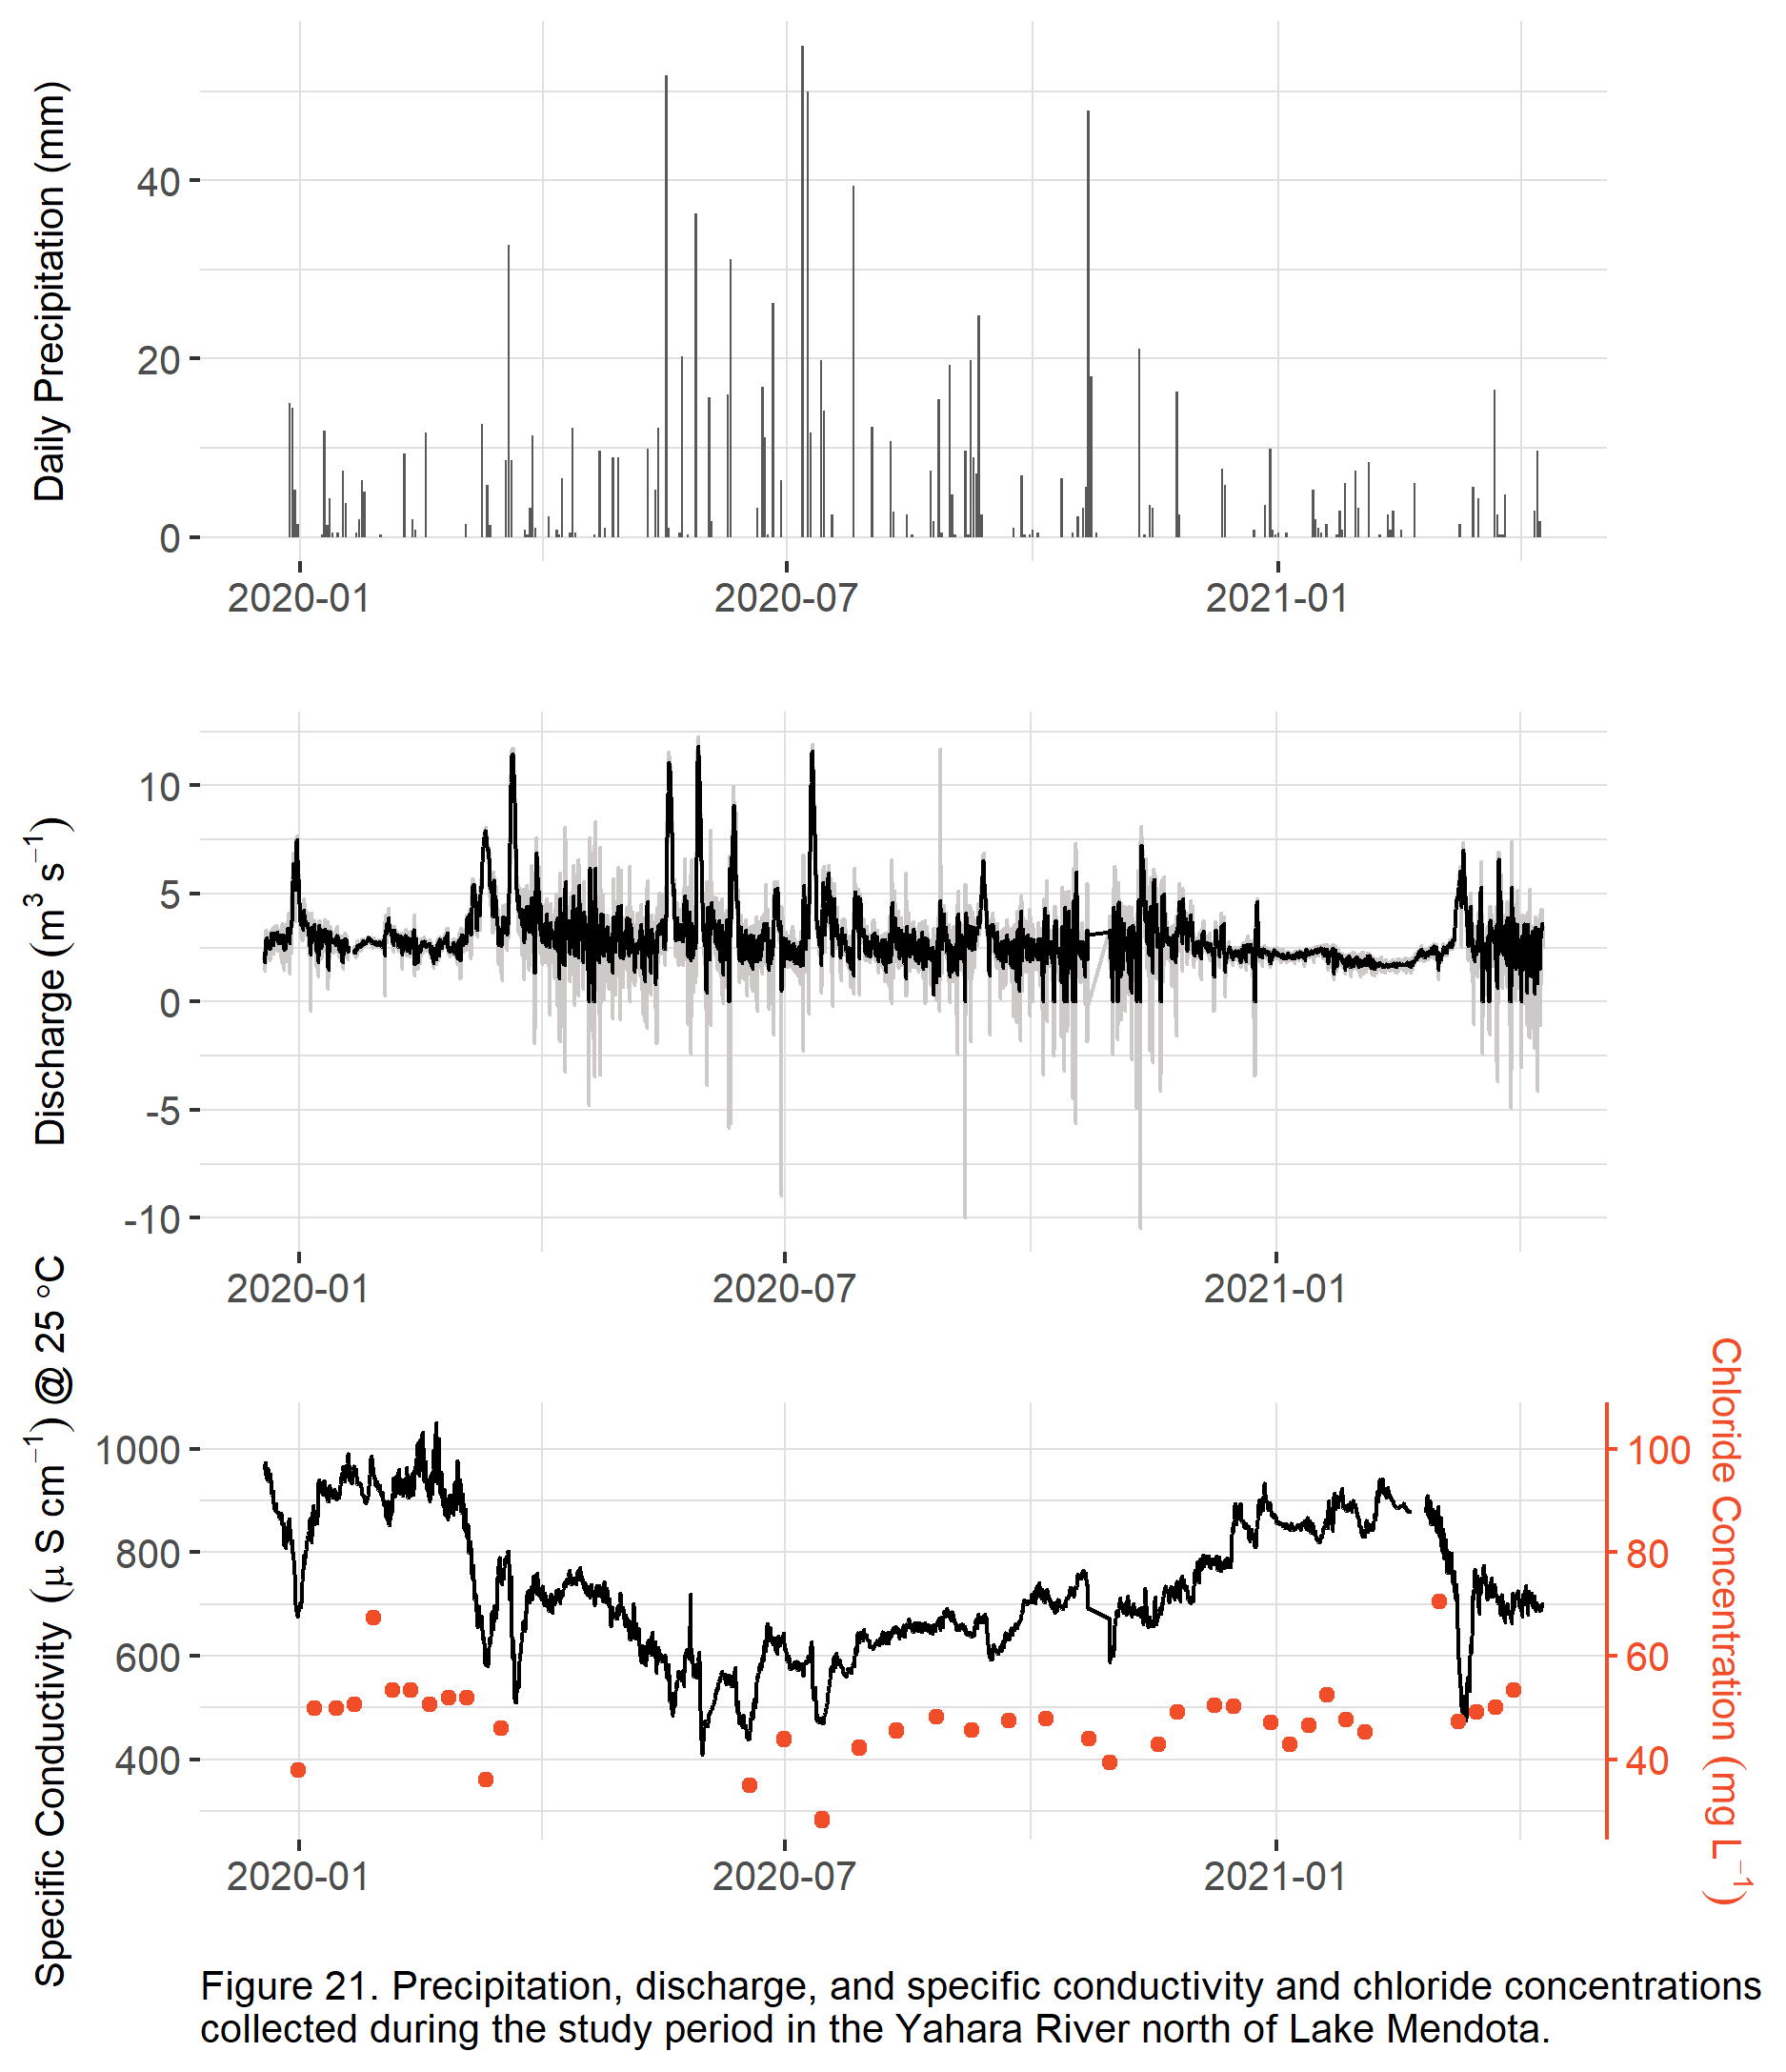 Daily Precipitation (mm)
40
20
0
2020-01 2020-07 2021-01
Discharge (m³ s⁻¹)
10
5
0
-5
-10
2020-01 2020-07 2021-01
Specific Conductivity (μ S cm⁻¹) @ 25 °C
1000
800
600
400
100
80
60
40
Chloride Concentration (mg L⁻¹)
2020-01 2020-07 2021-01
Figure 21. Precipitation, discharge, and specific conductivity and chloride concentrations
collected during the study period in the Yahara River north of Lake Mendota.